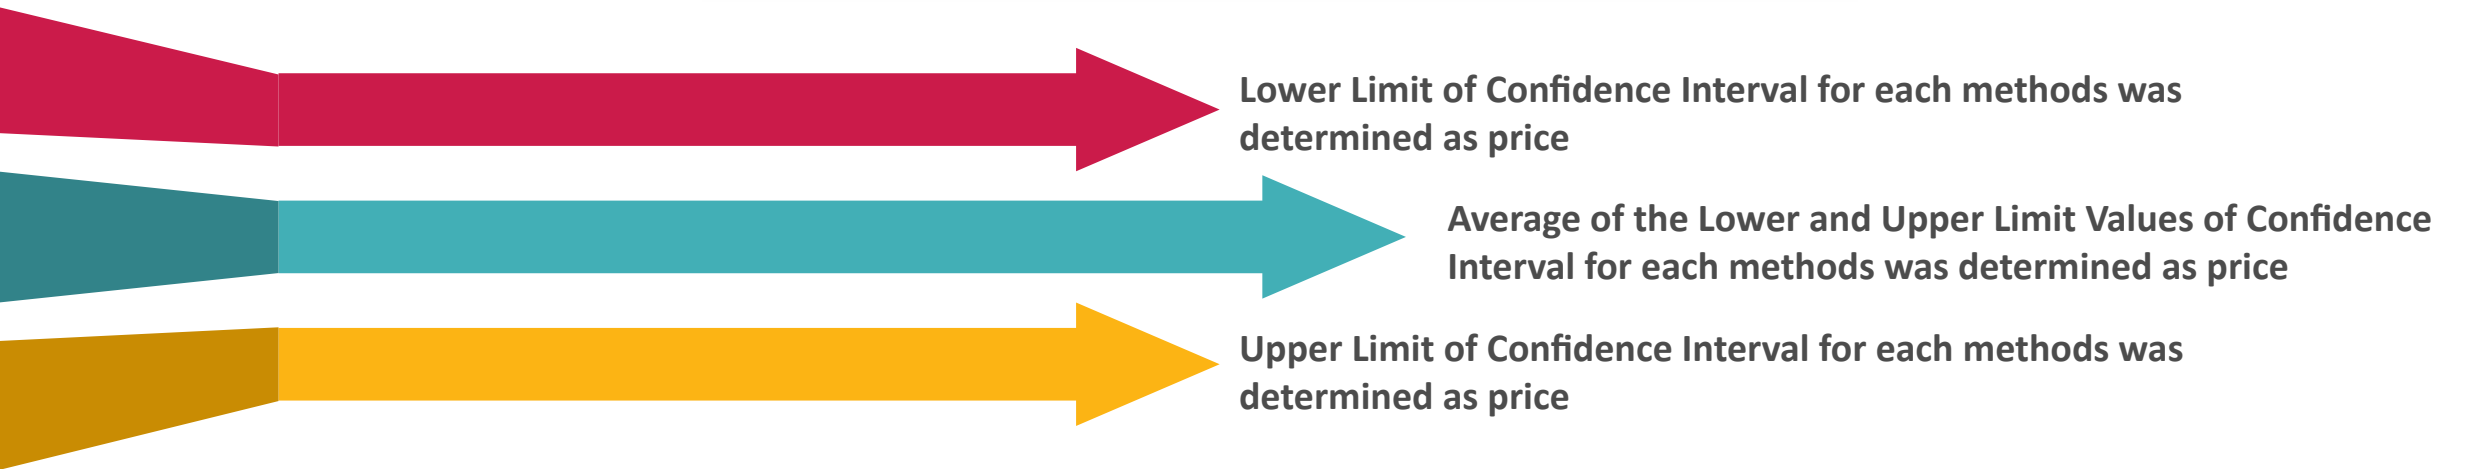 Lower Limit of Confidence Interval for each methods was
determined as price
Average of the Lower and Upper Limit Values of Confidence
Interval for each methods was determined as price
Upper Limit of Confidence Interval for each methods was
determined as price